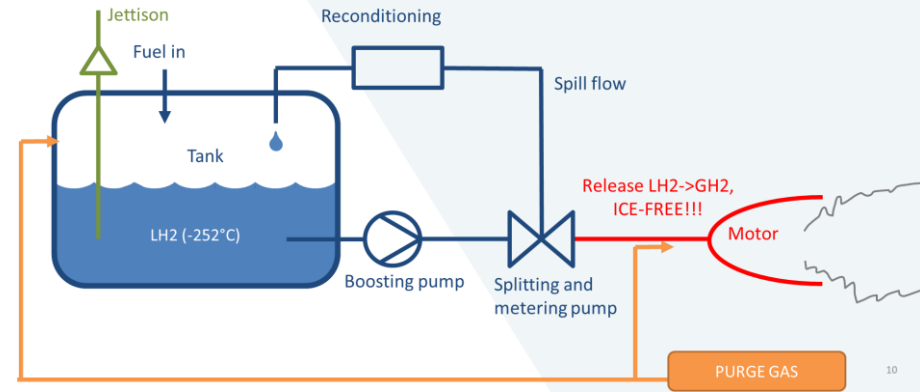 Jettison
Reconditioning
Fuel in
Spill flow
Tank
Release LH2->GH2,
ICE-FREE!!!
LH2 (-252°C)
Motor
Boosting pump
Splitting and
metering pump
PURGE GAS
10